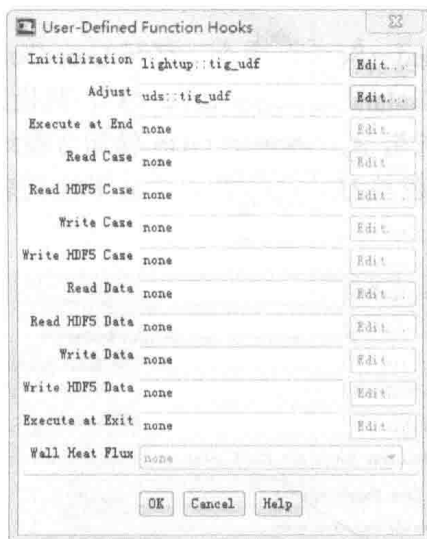 User-Defined Function Hooks
Initialization lightup::tig_udf Edit...
Adjust uds::tig_udf Edit...
Execute at End none Edit...
Read Case none Edit...
Read HDF5 Case none Edit...
Write Case none Edit...
Write HDF5 Case none Edit...
Read Data none Edit...
Read HDF5 Data none Edit...
Write Data none Edit...
Write HDF5 Data none Edit...
Execute at Exit none Edit...
Wall Heat Flux none
OK Cancel Help